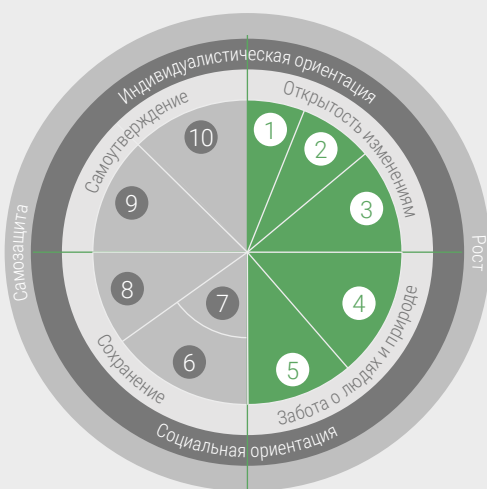 Индивидуалистическая ориентация
Самоутверждение
Открытость изменениям
10
1
2
9
3
Самозащита
Рост
8
7
4
6
5
Сохранение
Забота о людях и природе
Социальная ориентация